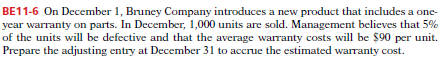 BE11-6 On December 1, Bruney Company introduces a new product that includes a one-
year warranty on parts. In December, 1,000 units are sold. Management believes that 5%
of the units will be defective and that the average warranty costs will be $90 per unit.
Prepare the adjusting entry at December 31 to accrue the estimated warranty cost.